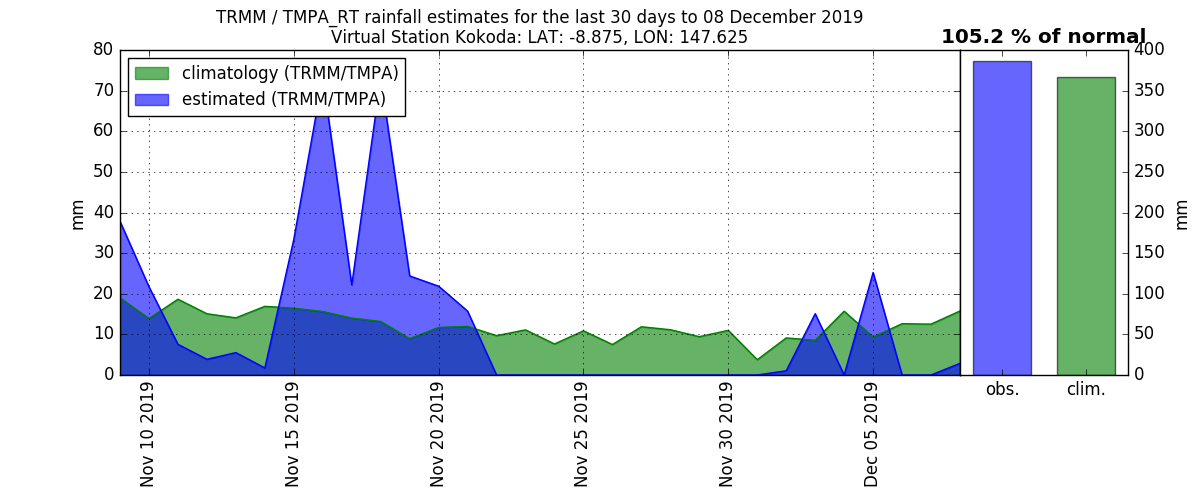 TRMM / TMPA_RT rainfall estimates for the last 30 days to 08 December 2019
Virtual Station Kokoda: LAT: -8.875, LON: 147.625
105.2 % of normal
climatology (TRMM/TMPA)
estimated (TRMM/TMPA)
80
70
60
50
40
30
20
10
0
mm
Nov 10 2019
Nov 15 2019
Nov 20 2019
Nov 25 2019
Nov 30 2019
Dec 05 2019
obs.
clim.
400
350
300
250
200
150
100
50
0
mm